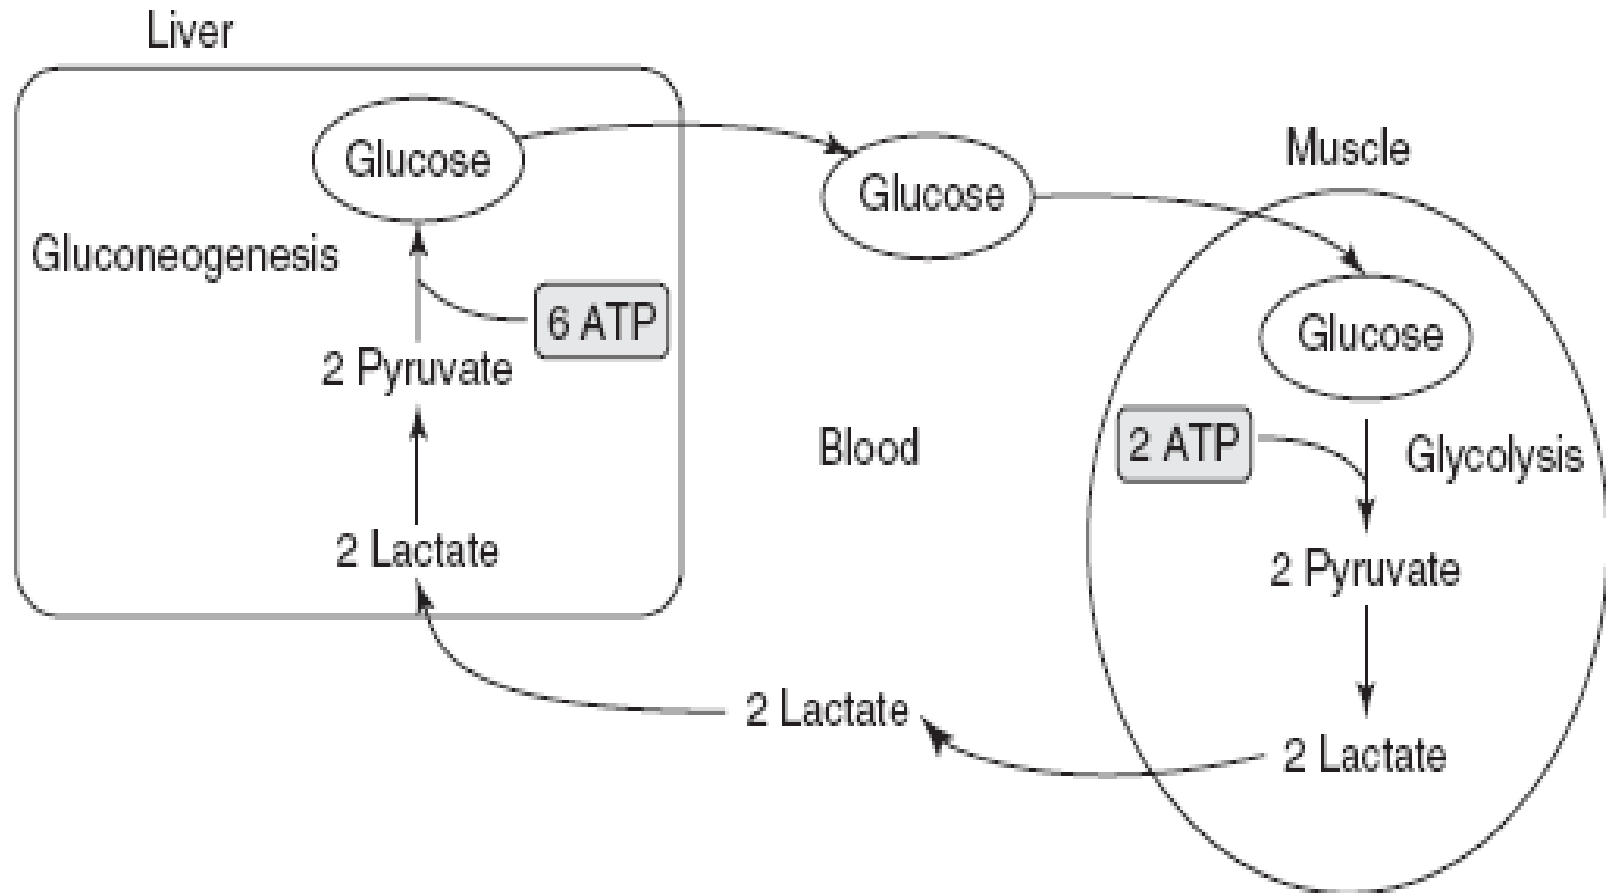 Liver
Glucose
Gluconeogenesis
6 ATP
2 Pyruvate
2 Lactate
Glucose
Blood
2 Lactate
Muscle
Glucose
2 ATP
Glycolysis
2 Pyruvate
2 Lactate